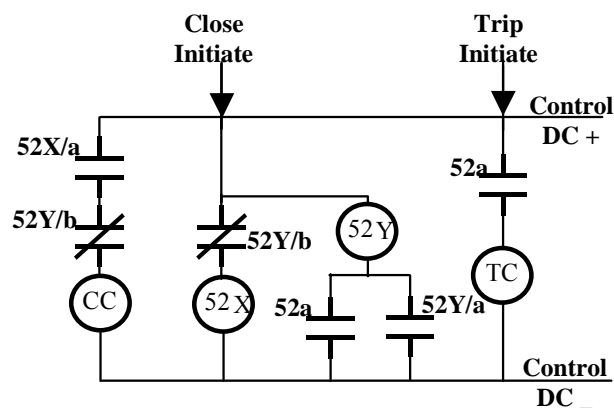 Close
Initiate
Trip
Initiate
Control
DC +
52X/a
52a
52Y/b
52Y
52Y/b
CC
52X
52a
52Y/a
TC
Control
DC _